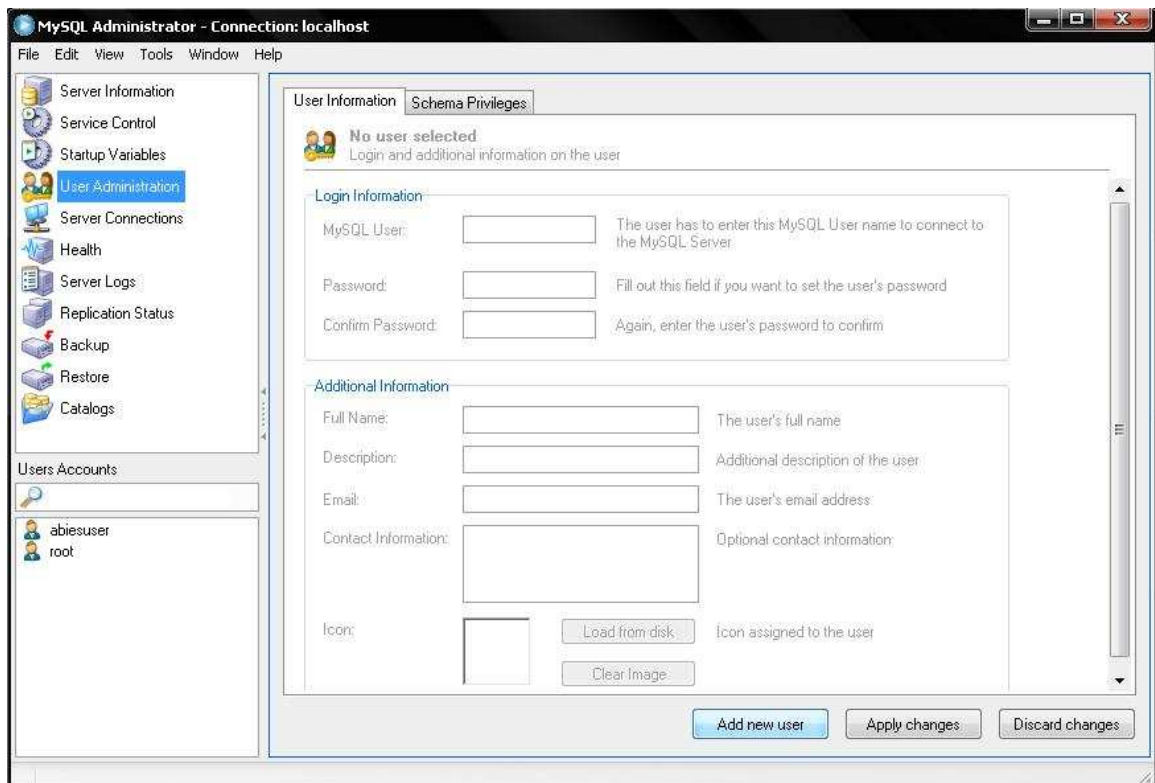 MySQL Administrator - Connection: localhost
File Edit View Tools Window Help
Server Information
Service Control
Startup Variables
User Administration
Server Connections
Health
Server Logs
Replication Status
Backup
Restore
Catalogs
Users Accounts
abiesuser
root
User Information Schema Privileges
No user selected
Login and additional information on the user
Login Information
MySQL User: The user has to enter this MySQL User name to connect to
the MySQL Server
Password: Fill out this field if you want to set the user's password
Confirm Password: Again, enter the user's password to confirm
Additional Information
Full Name: The user's full name
Description: Additional description of the user
Email: The user's email address
Contact Information: Optional contact information
Icon: Load from disk Icon assigned to the user
Clear Image
Add new user Apply changes Discard changes